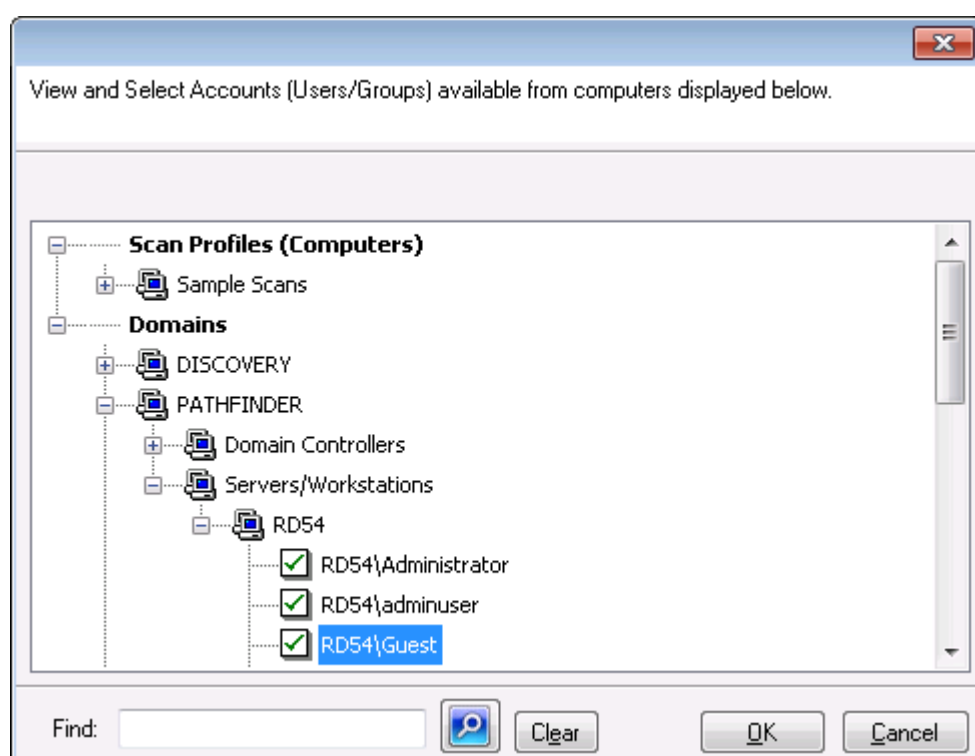 View and Select Accounts (Users/Groups) available from computers displayed below.
Scan Profiles (Computers)
Sample Scans
Domains
DISCOVERY
PATHFINDER
Domain Controllers
Servers/Workstations
RD54
RD54\Administrator
RD54\adminuser
RD54\Guest
Find: Clear OK Cancel